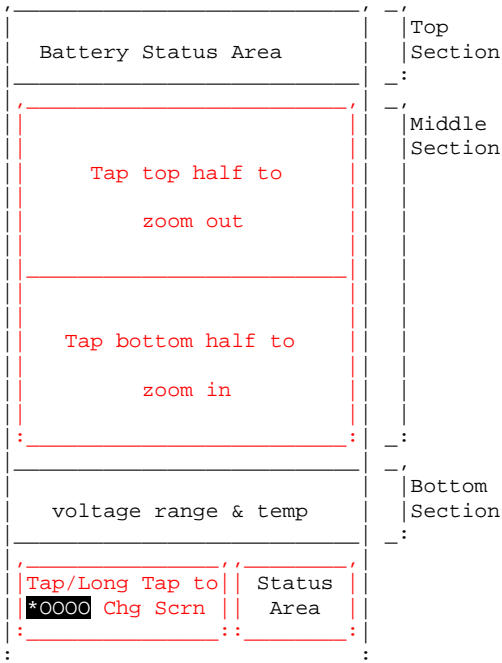 Top
Battery Status Area
Section
Middle
Section
Tap top half to
zoom out
Tap bottom half to
zoom in
Bottom
voltage range & temp
Section
Tap/Long Tap to
Status
*OOOO Chg Scrn
Area